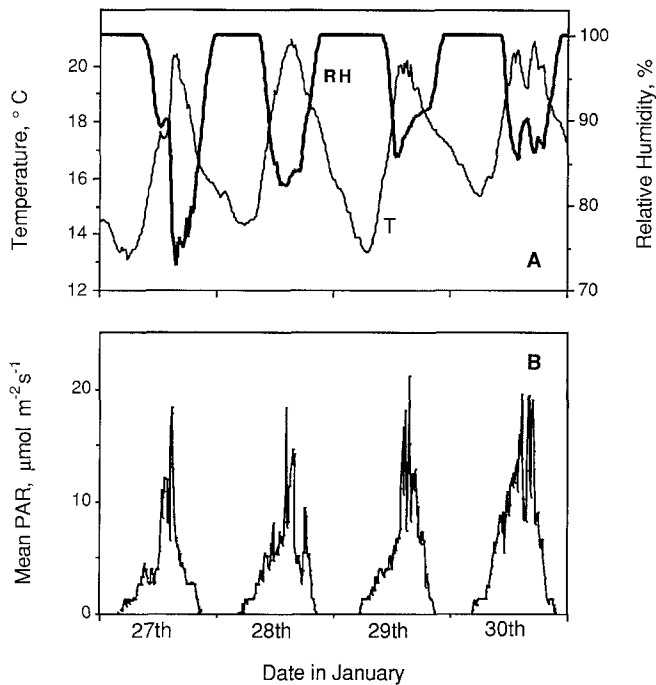 Temperature, ° C
20
18
16
14
12
RH
T
A
100
90
80
70
Relative Humidity, %
Mean PAR, μmol m⁻² s⁻¹
20
10
0
B
27th 28th 29th 30th
Date in January